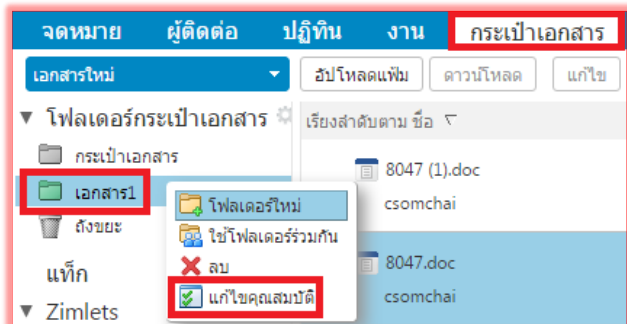 จดหมาย ผู้ติดต่อ ปฏิทิน งาน กระเป๋าเอกสาร
เอกสารใหม่ อัปโหลดแฟ้ม ดาวน์โหลด แก้ไข
โฟลเดอร์กระเป๋าเอกสาร เรียงลำดับตาม ชื่อ
กระเป๋าเอกสาร
8047 (1).doc
เอกสาร1
โฟลเดอร์ใหม่
csomchai
ถังขยะ
ใช้โฟลเดอร์ร่วมกัน
ลบ
8047.doc
แท็ก
แก้ไขคุณสมบัติ
csomchai
Zimlets